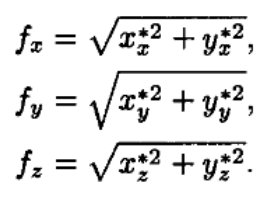 $f_x = \sqrt{x_x^{*2} + y_x^{*2}},$
$f_y = \sqrt{x_y^{*2} + y_y^{*2}},$
$f_z = \sqrt{x_z^{*2} + y_z^{*2}}.$